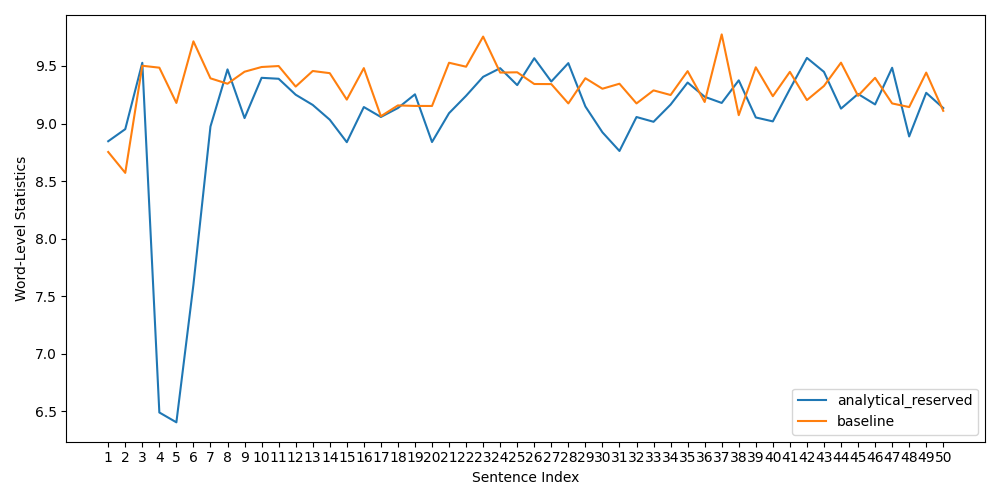 9.5
9.0
8.5
8.0
7.5
7.0
6.5
Word-Level Statistics
1 2 3 4 5 6 7 8 9 10 11 12 13 14 15 16 17 18 19 20 21 22 23 24 25 26 27 28 29 30 31 32 33 34 35 36 37 38 39 40 41 42 43 44 45 46 47 48 49 50
Sentence Index
analytical_reserved
baseline